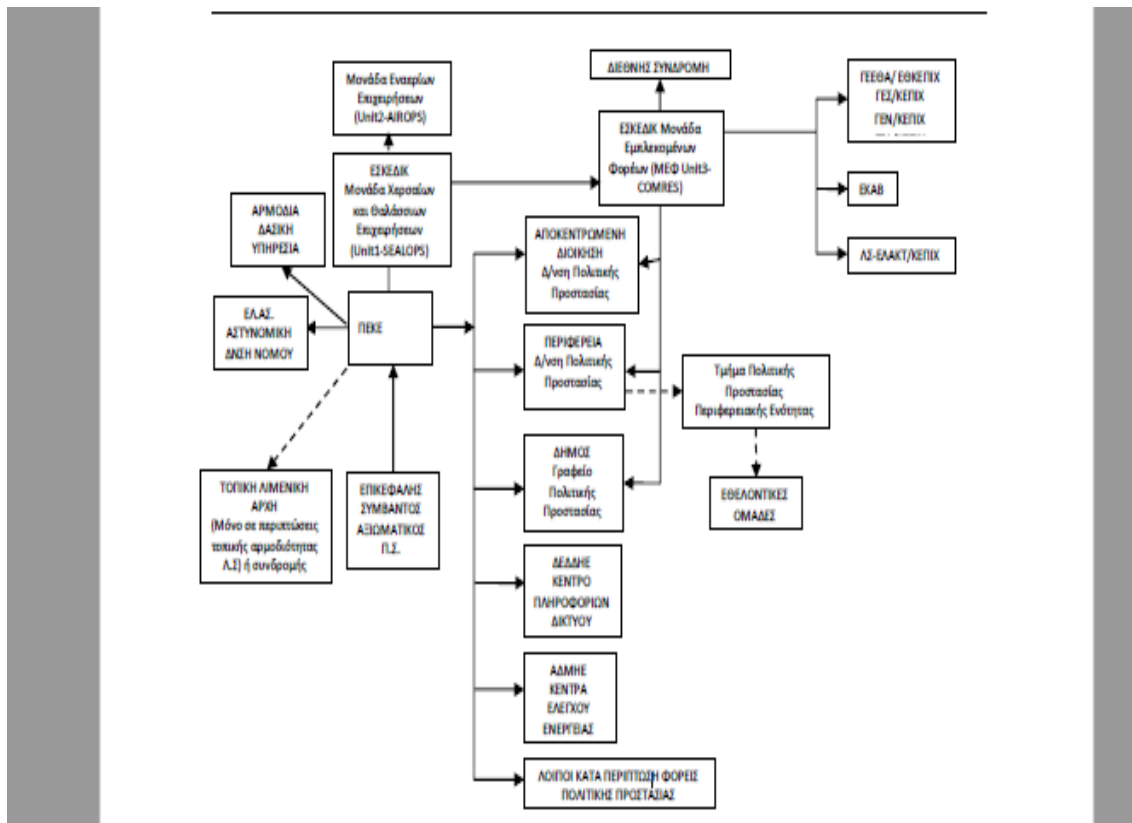 ΔΙΕΘΝΗΣ ΣΥΝΔΡΟΜΗ
Μονάδα Εναερίων
Επιχειρήσεων
(Unit2-AIROPS)
ΓΕΕΘΑ/ ΕΘΚΕΠΙΧ
ΓΕΣ/ΚΕΠΙΧ
ΓΕΝ/ΚΕΠΙΧ
ΕΣΚΕΔΙΚ Μονάδα
Εμπλεκομένων
Φορέων (ΜΕΦ Unit3-
COMRES)
ΕΣΚΕΔΙΚ
Μονάδα Χερσαίων
και Θαλάσσιων
Επιχειρήσεων
(Unit1-SEALOPS)
ΕΚΑΒ
ΑΡΜΟΔΙΑ
ΔΑΣΙΚΗ
ΥΠΗΡΕΣΙΑ
ΑΠΟΚΕΝΤΡΩΜΕΝΗ
ΔΙΟΙΚΗΣΗ
Δ/νση Πολιτικής
Προστασίας
ΛΣ-ΕΛΑΚΤ/ΚΕΠΙΧ
ΕΛ.ΑΣ.
ΑΣΤΥΝΟΜΙΚΗ
ΔΝΣΗ ΝΟΜΟΥ
ΠΕΚΕ
ΠΕΡΙΦΕΡΕΙΑ
Δ/νση Πολιτικής
Προστασίας
Τμήμα Πολιτικής
Προστασίας
Περιφερειακής Ενότητας
ΤΟΠΙΚΗ ΛΙΜΕΝΙΚΗ
ΑΡΧΗ
(Μόνο σε περιπτώσεις
τοπικής αρμοδιότητας
Λ.Σ) ή συνδρομής
ΕΠΙΚΕΦΑΛΗΣ
ΣΥΜΒΑΝΤΟΣ
ΑΞΙΩΜΑΤΙΚΟΣ
Π.Σ.
ΔΗΜΟΣ
Γραφείο
Πολιτικής
Προστασίας
ΕΘΕΛΟΝΤΙΚΕΣ
ΟΜΑΔΕΣ
ΔΕΔΔΗΕ
ΚΕΝΤΡΟ
ΠΛΗΡΟΦΟΡΙΩΝ
ΔΙΚΤΥΟΥ
ΑΔΜΗΕ
ΚΕΝΤΡΑ
ΕΛΕΓΧΟΥ
ΕΝΕΡΓΕΙΑΣ
ΛΟΙΠΟΙ ΚΑΤΑ ΠΕΡΙΠΤΩΣΗ ΦΟΡΕΙΣ
ΠΟΛΙΤΙΚΗΣ ΠΡΟΣΤΑΣΙΑΣ